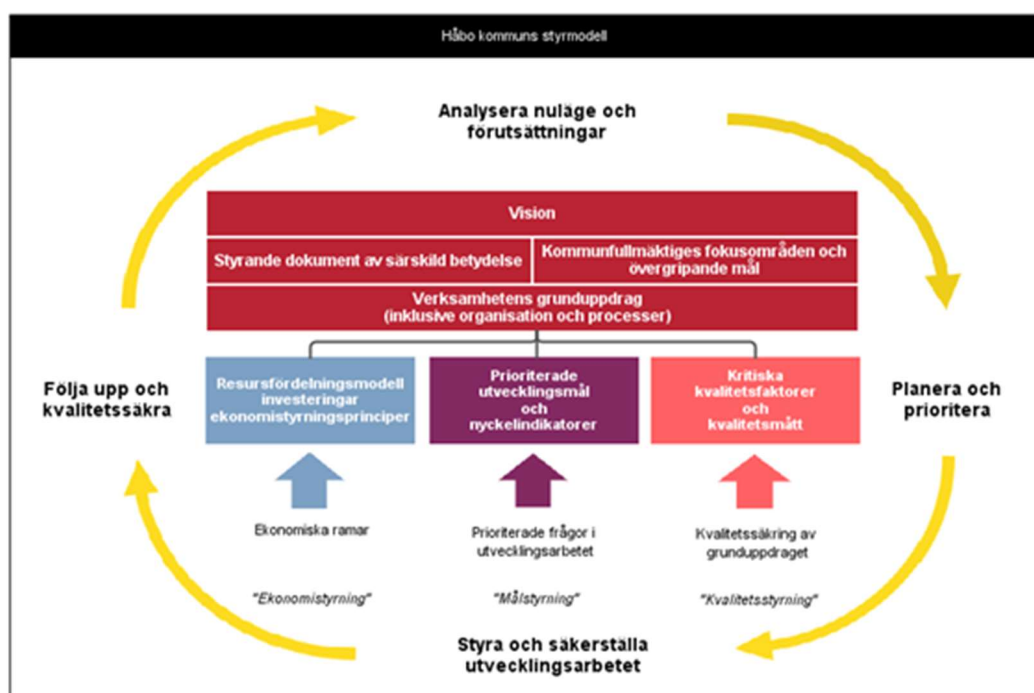 Håbo kommuns styrmodell
Analysera nuläge och
förutsättningar
Vision
Styrande dokument av särskild betydelse
Kommunfullmäktiges fokusområden och
övergripande mål
Verksamhetens grunduppdrag
(inklusive organisation och processer)
Följa upp och
kvalitetssäkra
Resursfördelningsmodell
investeringar
ekonomistyrningsprinciper
Prioriterade
utvecklingsmål
och
nyckelindikatorer
Kritiska
kvalitetsfaktorer
och
kvalitetsmått
Planera och
prioritera
Ekonomiska ramar
Prioriterade frågor i
utvecklingsarbetet
Kvalitetssäkring av
grunduppdraget
"Ekonomistyrning"
"Målstyrning"
"Kvalitetsstyrning"
Styra och säkerställa
utvecklingsarbetet